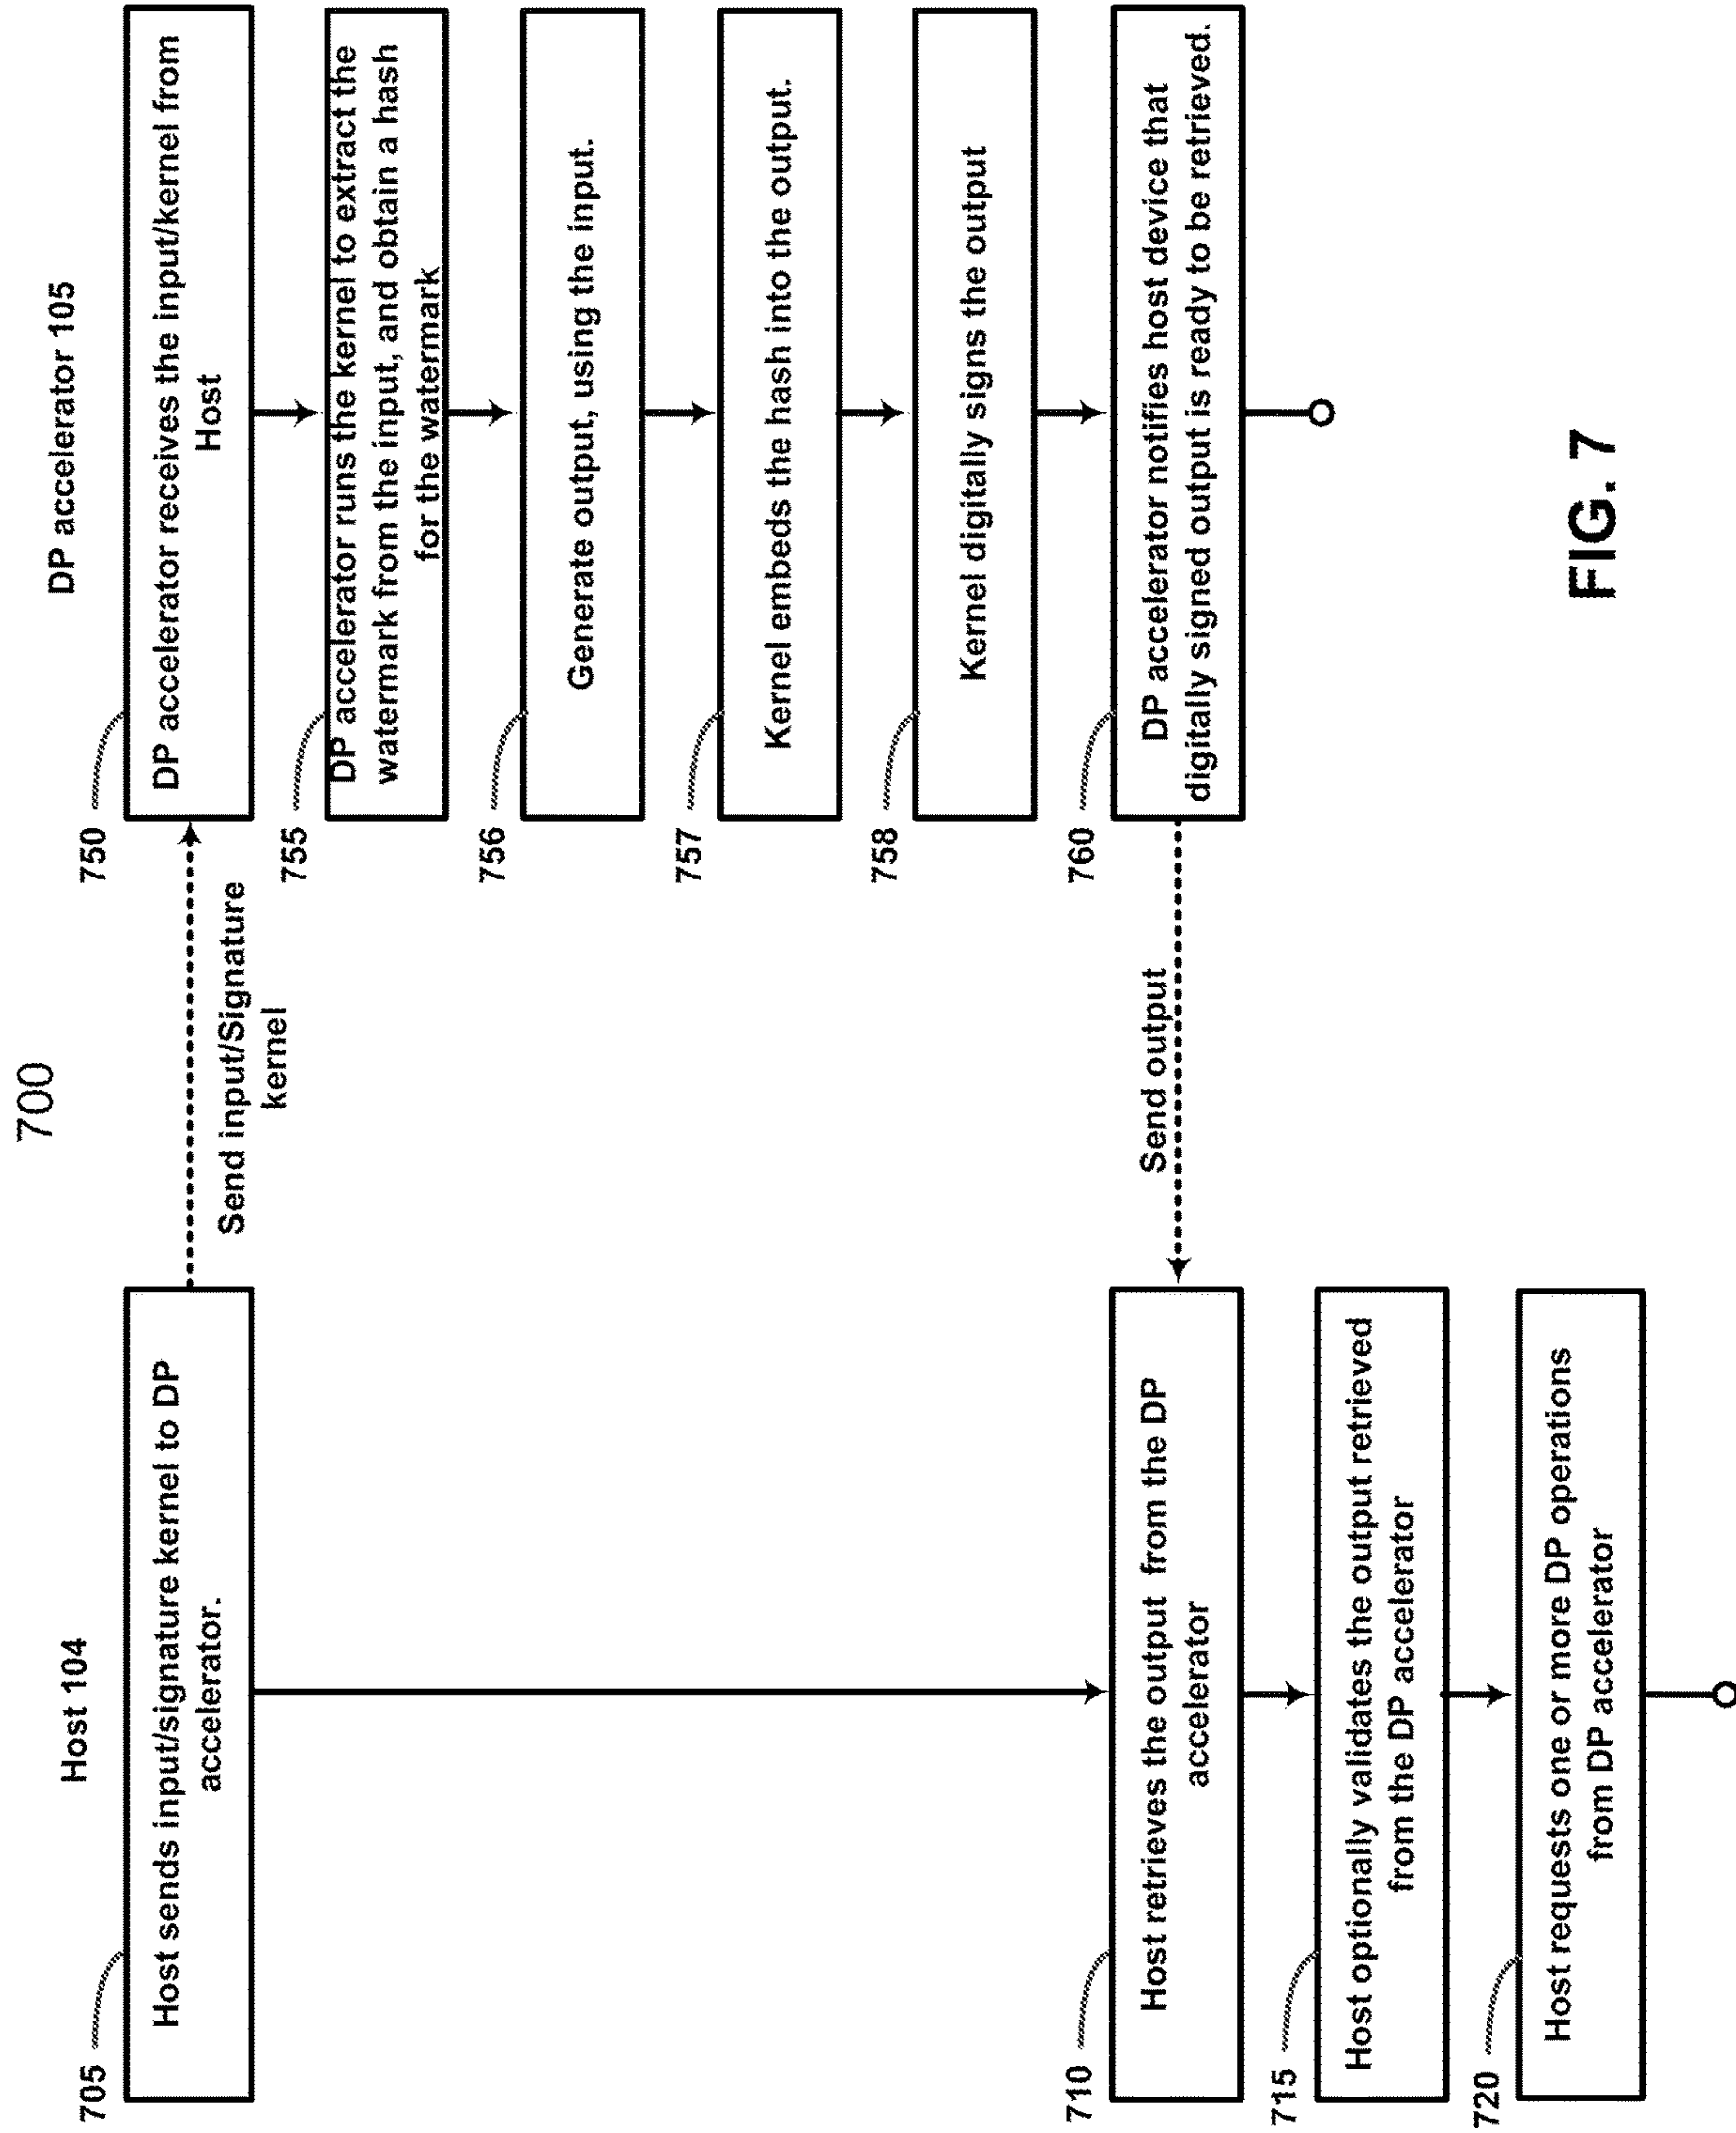 700
Host 104
DP accelerator 105
705
Host sends input/signature kernel to DP
accelerator.
Send input/Signature
kernel
750
DP accelerator receives the input/kernel from
Host
755
DP accelerator runs the kernel to extract the
watermark from the input, and obtain a hash
for the watermark
756
Generate output, using the input.
757
Kernel embeds the hash into the output.
758
Kernel digitally signs the output
760
DP accelerator notifies host device that
digitally signed output is ready to be retrieved.
Send output
710
Host retrieves the output from the DP
accelerator
715
Host optionally validates the output retrieved
from the DP accelerator
720
Host requests one or more DP operations
from DP accelerator
FIG. 7